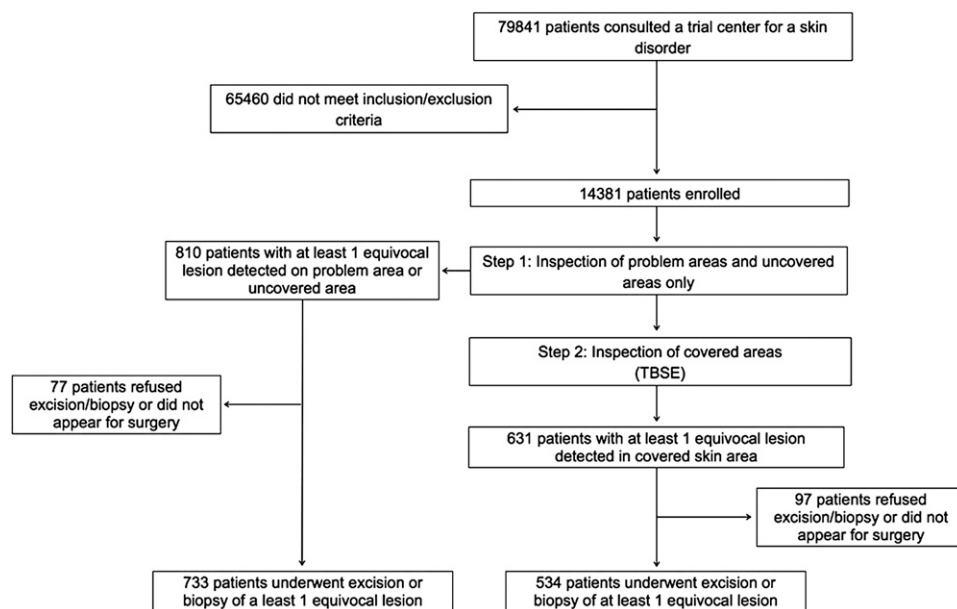 79841 patients consulted a trial center for a skin
disorder
65460 did not meet inclusion/exclusion
criteria
14381 patients enrolled
810 patients with at least 1 equivocal
lesion detected on problem area or
uncovered area
Step 1: Inspection of problem areas and uncovered
areas only
Step 2: Inspection of covered areas
(TBSE)
77 patients refused
excision/biopsy or did not
appear for surgery
631 patients with at least 1 equivocal lesion
detected in covered skin area
97 patients refused
excision/biopsy or did not
appear for surgery
733 patients underwent excision or
biopsy of a least 1 equivocal lesion
534 patients underwent excision or
biopsy of at least 1 equivocal lesion